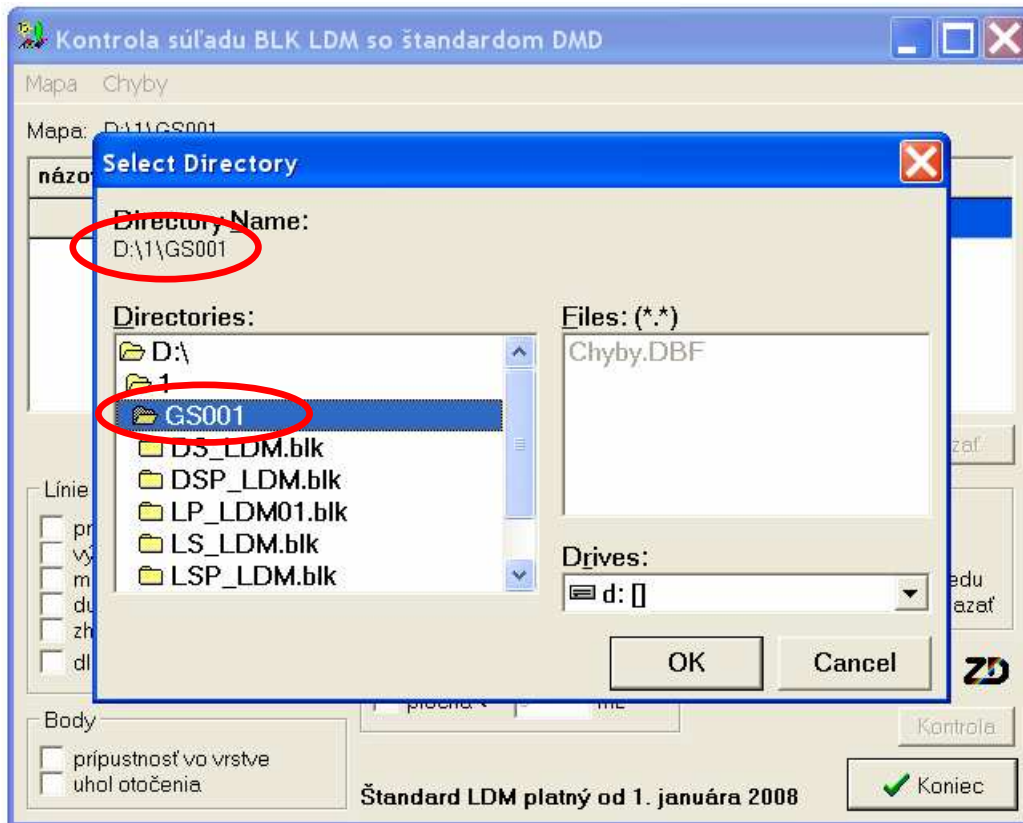 Kontrola súľadu BLK LDM so štandardom DMD
Mapa Chyby
Mapa: D:\1\GS001
Select Directory
Directory Name:
D:\1\GS001
Directories:
D:\
1
GS001
DS_LDM.blk
DSP_LDM.blk
LP_LDM01.blk
LS_LDM.blk
LSP_LDM.blk
Files: (*.*)
Chyby.DBF
Drives:
d: []
OK Cancel
Línie
ZD
Body
prípustnosť vo vrstve
uhol otočenia
plocha <
Kontrola
Štandard LDM platný od 1. januára 2008
Koniec